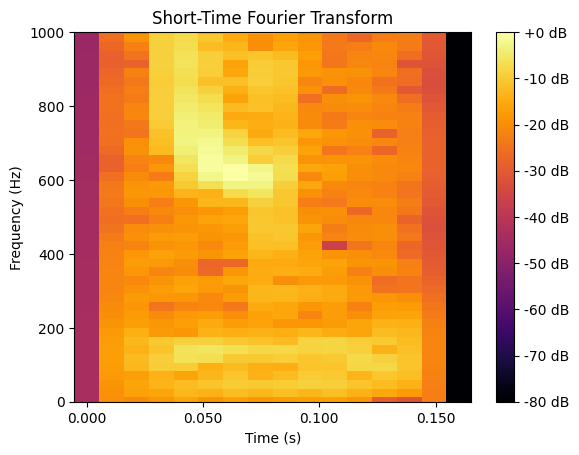 Short-Time Fourier Transform
1000
800
600
400
200
0
Frequency (Hz)
0.000
0.050
0.100
0.150
Time (s)
+0 dB
-10 dB
-20 dB
-30 dB
-40 dB
-50 dB
-60 dB
-70 dB
-80 dB